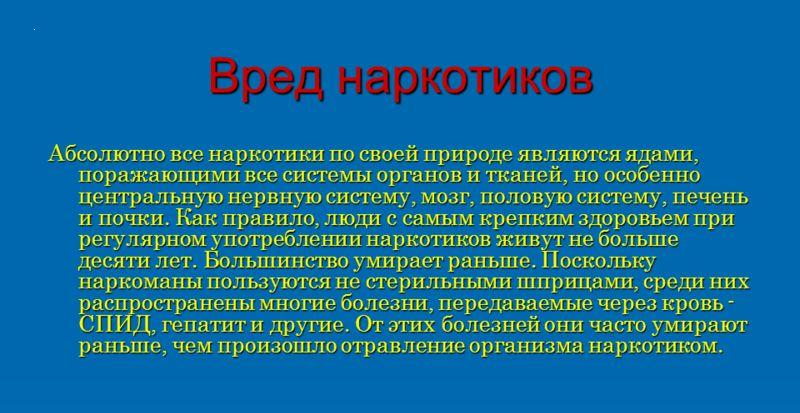 Вред наркотиков
Абсолютно все наркотики по своей природе являются ядами,
поражающими все системы органов и тканей, но особенно
центральную нервную систему, мозг, половую систему, печень
и почки. Как правило, люди с самым крепким здоровьем при
регулярном употреблении наркотиков живут не больше
десяти лет. Большинство умирает раньше. Поскольку
наркоманы пользуются не стерильными шприцами, среди них
распространены многие болезни, передаваемые через кровь -
СПИД, гепатит и другие. От этих болезней они часто умирают
раньше, чем произошло отравление организма наркотиком.